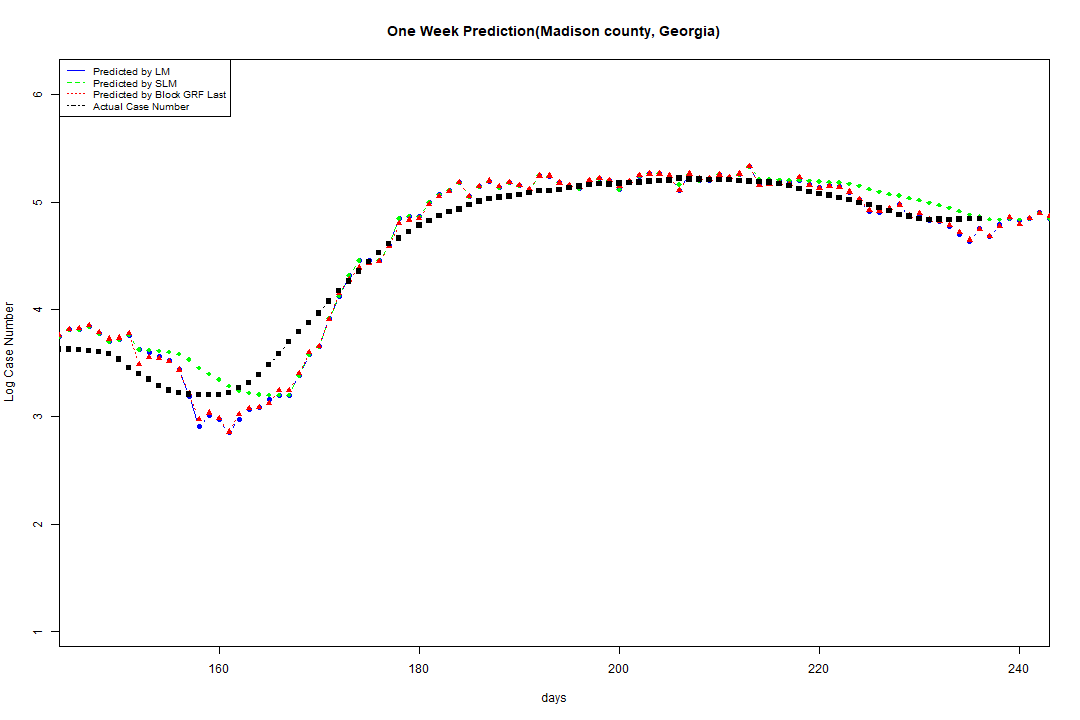 One Week Prediction(Madison county, Georgia)
Predicted by LM
Predicted by SLM
Predicted by Block GRF Last
Actual Case Number
6
5
4
3
2
1
Log Case Number
160 180 200 220 240
days